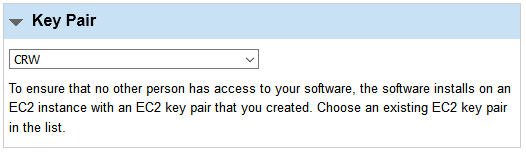 Key Pair
CRW
To ensure that no other person has access to your software, the software installs on an
EC2 instance with an EC2 key pair that you created. Choose an existing EC2 key pair
in the list.